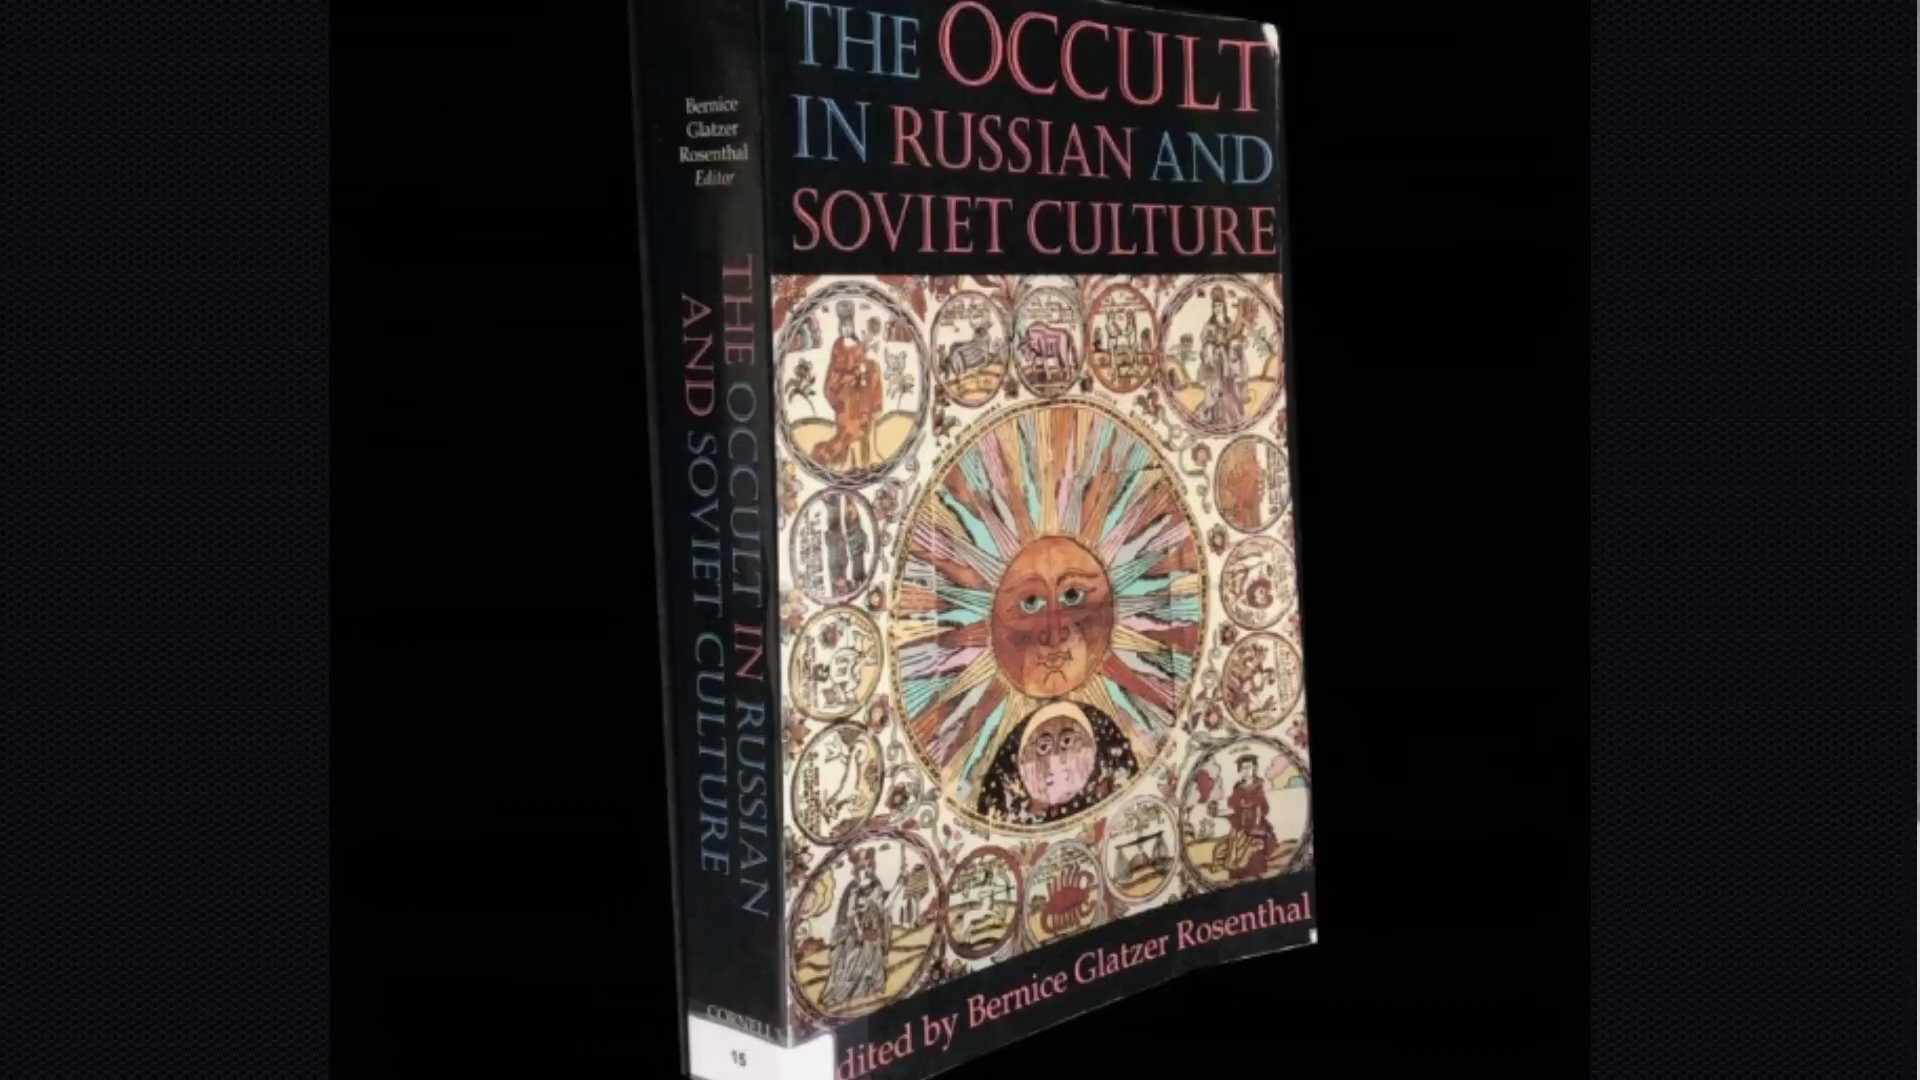 THE OCCULT
IN RUSSIAN AND
SOVIET CULTURE
dited by Bernice Glatzer Rosenthal
Bernice
Glatzer
Rosenthal
Editor
THE OCCULT IN RUSSIAN
AND SOVIET CULTURE
CORNELL
15